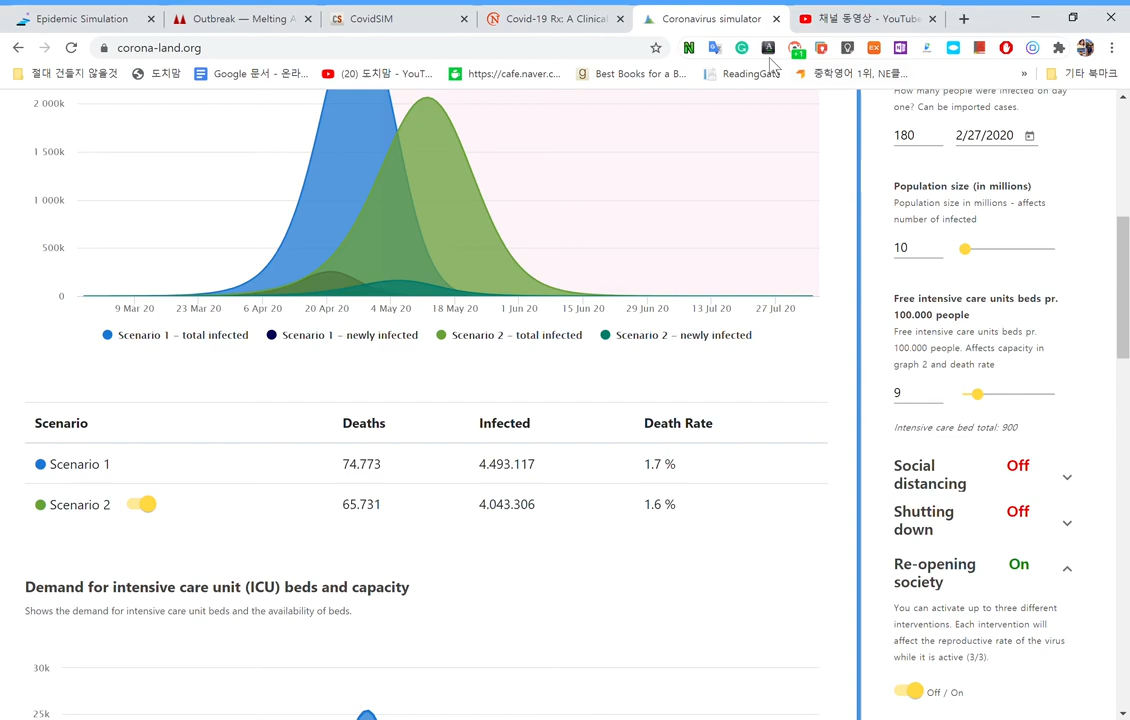 Epidemic Simulation
Outbreak — Melting A
CovidSIM
Covid-19 Rx: A Clinical
Coronavirus simulator
채널 동영상 - YouTube
corona-land.org
절대 건들지 않을것
도치맘
Google 문서 - 온라...
(20) 도치맘 - YouT...
https://cafe.naver.c...
Best Books for a B...
ReadingGate
중학영어 1위, NE클...
»
기타 북마크
2 000k
1 500k
1 000k
500k
0
9 Mar 20 23 Mar 20 6 Apr 20 20 Apr 20 4 May 20 18 May 20 1 Jun 20 15 Jun 20 29 Jun 20 13 Jul 20 27 Jul 20
Scenario 1 – total infected Scenario 1 – newly infected Scenario 2 – total infected Scenario 2 – newly infected
Scenario Deaths Infected Death Rate
Scenario 1 74.773 4.493.117 1.7 %
Scenario 2 65.731 4.043.306 1.6 %
Demand for intensive care unit (ICU) beds and capacity
Shows the demand for intensive care unit beds and the availability of beds.
30k
25k
How many people were infected on day
one? Can be imported cases.
180 2/27/2020
Population size (in millions)
Population size in millions - affects
number of infected
10
Free intensive care units beds pr.
100.000 people
Free intensive care units beds pr.
100.000 people. Affects capacity in
graph 2 and death rate
9
Intensive care bed total: 900
Social Off
distancing
Shutting Off
down
Re-opening On
society
You can activate up to three different
interventions. Each intervention will
affect the reproductive rate of the virus
while it is active (3/3).
Off / On